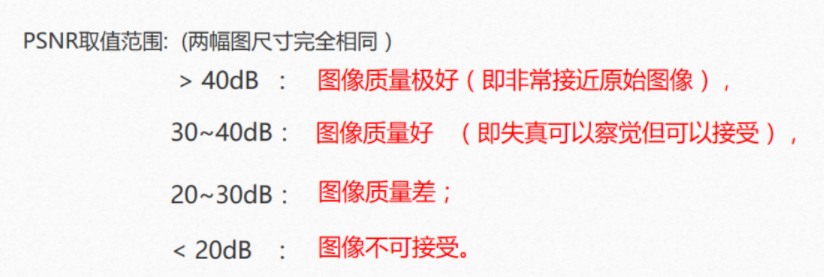 PSNR取值范围:  (两幅图尺寸完全相同 )
> 40dB  ：  图像质量极好（即非常接近原始图像），
30~40dB：  图像质量好  （即失真可以察觉但可以接受），
20~30dB：  图像质量差；
< 20dB  ：  图像不可接受。